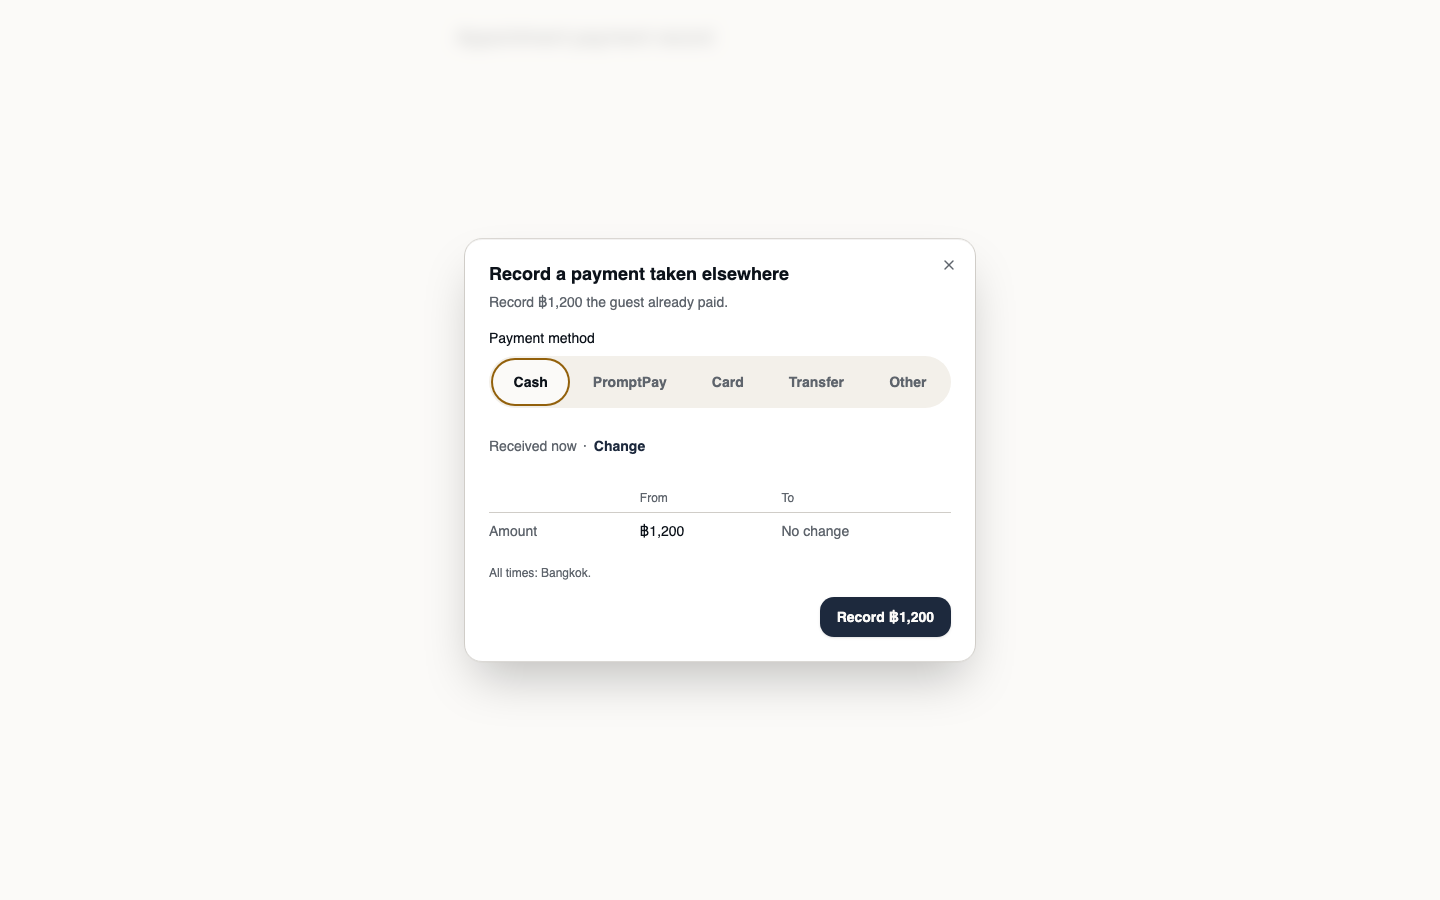 Record a payment taken elsewhere
Record ฿1,200 the guest already paid.
Payment method
Cash PromptPay Card Transfer Other
Received now · Change
From To
Amount ฿1,200 No change
All times: Bangkok.
Record ฿1,200